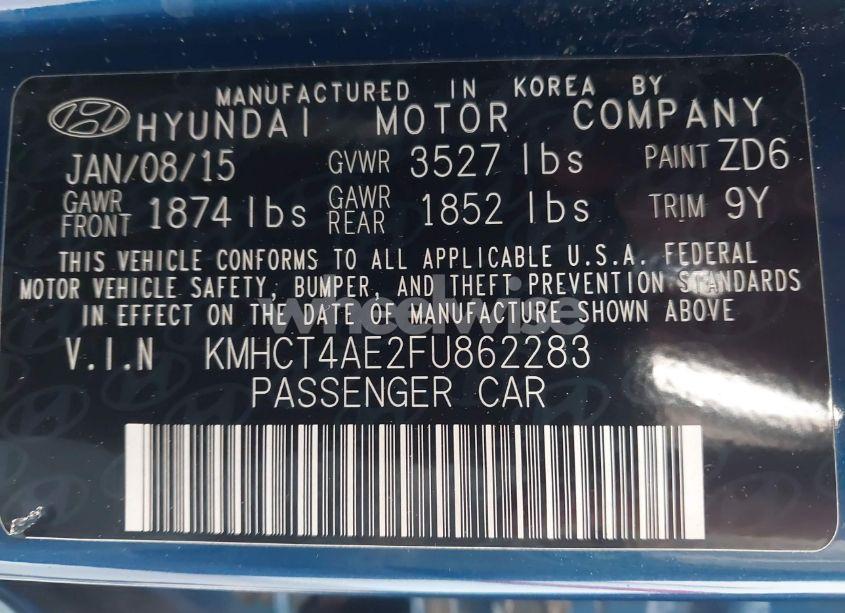 MANUFACTURED IN KOREA BY
HYUNDAI MOTOR COMPANY
JAN/08/15 GVWR 3527 lbs PAINT ZD6
GAWR FRONT 1874 lbs GAWR REAR 1852 lbs TRIM 9Y
THIS VEHICLE CONFORMS TO ALL APPLICABLE U.S.A. FEDERAL
MOTOR VEHICLE SAFETY, BUMPER, AND THEFT PREVENTION STANDARDS
IN EFFECT ON THE DATE OF MANUFACTURE SHOWN ABOVE
wheelwise
V.I.N KMHCT4AE2FU862283
PASSENGER CAR